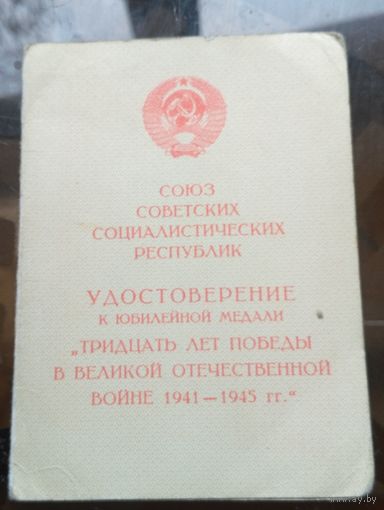 СОЮЗ
СОВЕТСКИХ
СОЦИАЛИСТИЧЕСКИХ
РЕСПУБЛИК
УДОСТОВЕРЕНИЕ
К ЮБИЛЕЙНОЙ МЕДАЛИ
„ТРИДЦАТЬ ЛЕТ ПОБЕДЫ
В ВЕЛИКОЙ ОТЕЧЕСТВЕННОЙ
ВОЙНЕ 1941—1945 гг.“